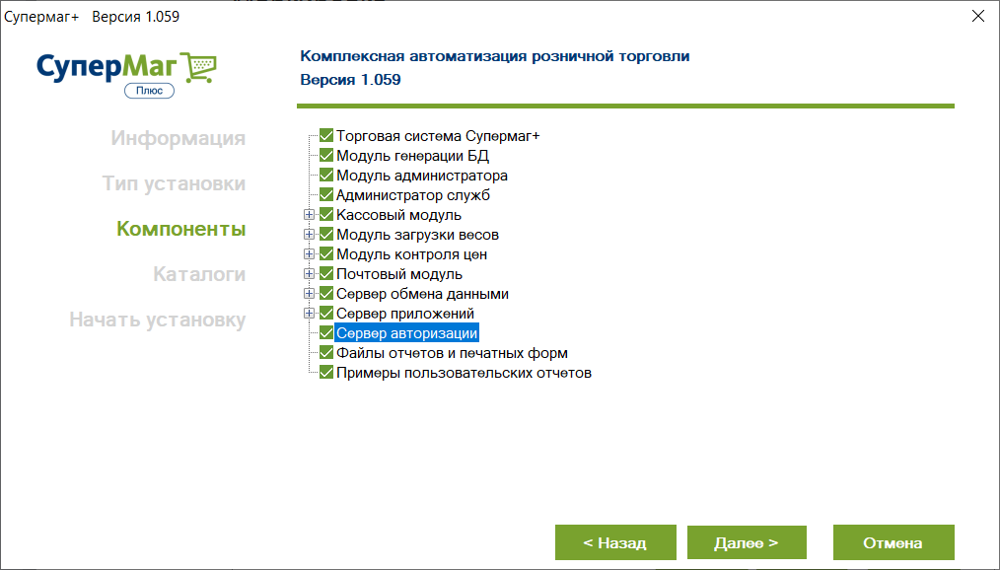 Супермаг+ Версия 1.059
СуперМаг
Плюс
Комплексная автоматизация розничной торговли
Версия 1.059
Информация
Тип установки
Компоненты
Каталоги
Начать установку
Торговая система Супермаг+
Модуль генерации БД
Модуль администратора
Администратор служб
Кассовый модуль
Модуль загрузки весов
Модуль контроля цен
Почтовый модуль
Сервер обмена данными
Сервер приложений
Сервер авторизации
Файлы отчетов и печатных форм
Примеры пользовательских отчетов
< Назад
Далее >
Отмена